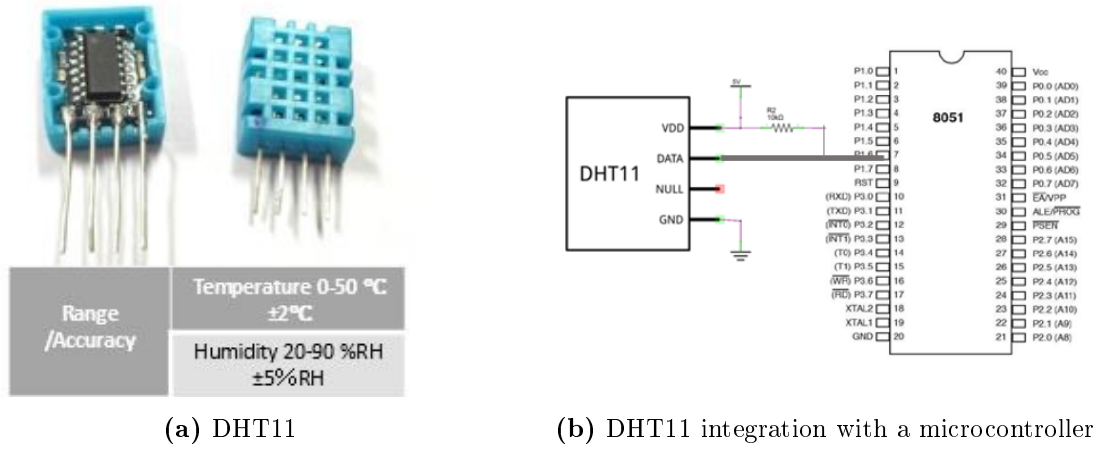 Range
/Accuracy
Temperature 0-50 °C
±2°C
Humidity 20-90 %RH
±5%RH
(a) DHT11
DHT11
VDD
DATA
NULL
GND
5V
R2
10kΩ
8051
P1.0 1
P1.1 2
P1.2 3
P1.3 4
P1.4 5
P1.5 6
P1.6 7
P1.7 8
RST 9
(RXD) P3.0 10
(TXD) P3.1 11
(INT0) P3.2 12
(INT1) P3.3 13
(T0) P3.4 14
(T1) P3.5 15
(WR) P3.6 16
(RD) P3.7 17
XTAL2 18
XTAL1 19
GND 20
40 Vcc
39 P0.0 (AD0)
38 P0.1 (AD1)
37 P0.2 (AD2)
36 P0.3 (AD3)
35 P0.4 (AD4)
34 P0.5 (AD5)
33 P0.6 (AD6)
32 P0.7 (AD7)
31 EA/VPP
30 ALE/PROG
29 PSEN
28 P2.7 (A15)
27 P2.6 (A14)
26 P2.5 (A13)
25 P2.4 (A12)
24 P2.3 (A11)
23 P2.2 (A10)
22 P2.1 (A9)
21 P2.0 (A8)
(b) DHT11 integration with a microcontroller